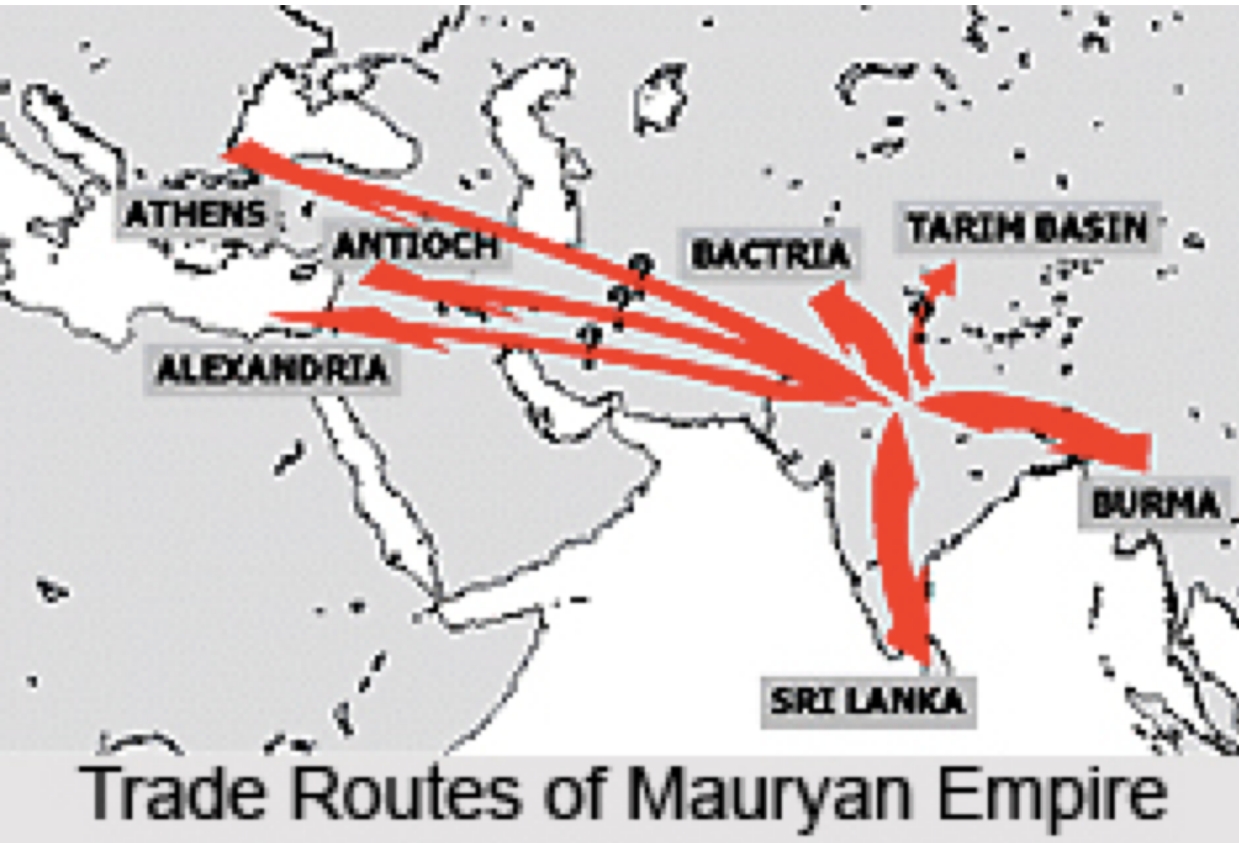 ATHENS
ANTIOCH
BACTRIA
TARIM BASIN
?
?
?
?
ALEXANDRIA
BURMA
SRI LANKA
Trade Routes of Mauryan Empire